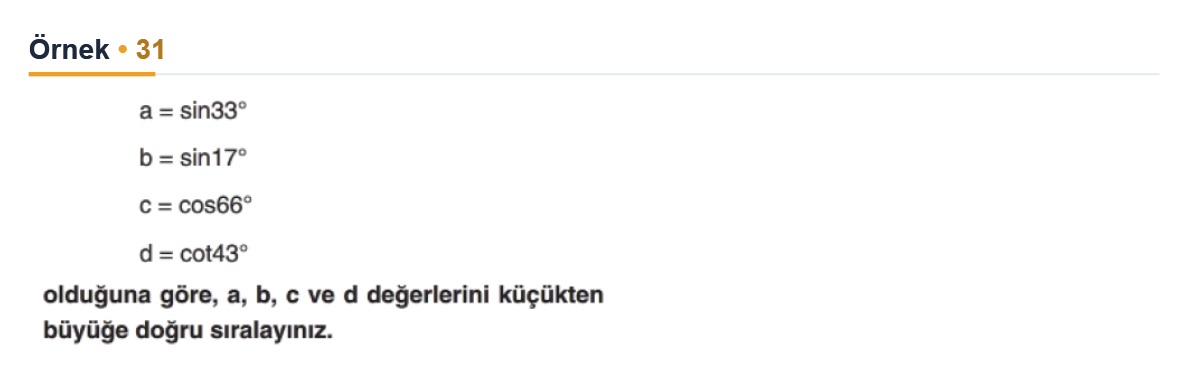 Örnek • 31
a = sin33°
b = sin17°
c = cos66°
d = cot43°
olduğuna göre, a, b, c ve d değerlerini küçükten
büyüğe doğru sıralayınız.